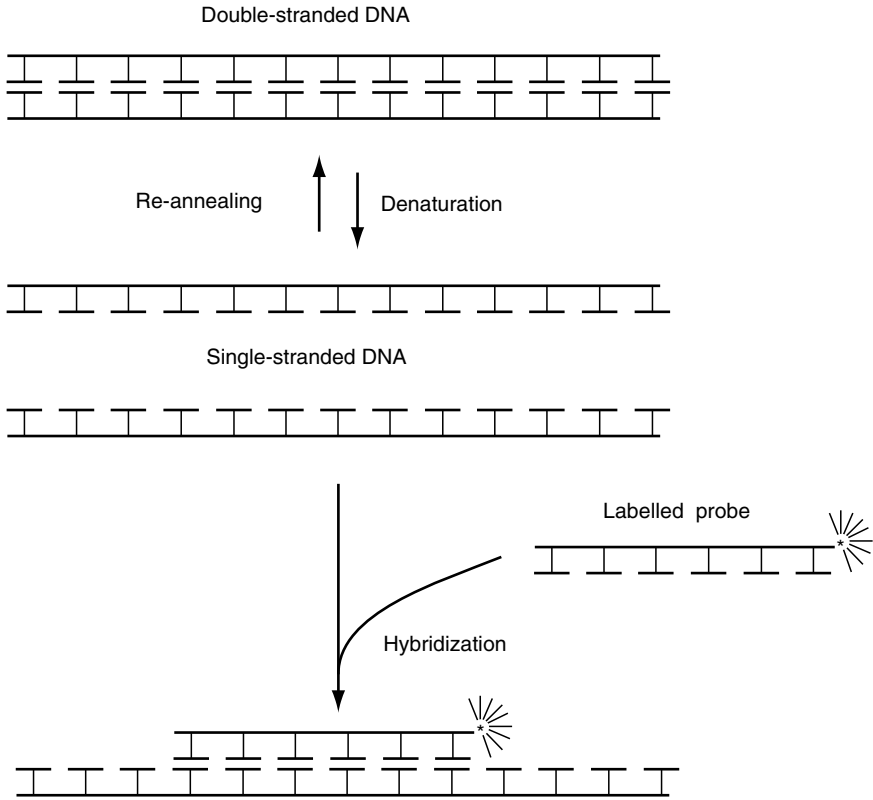 Double-stranded DNA
Re-annealing
Denaturation
Single-stranded DNA
Labelled probe
*
Hybridization
*